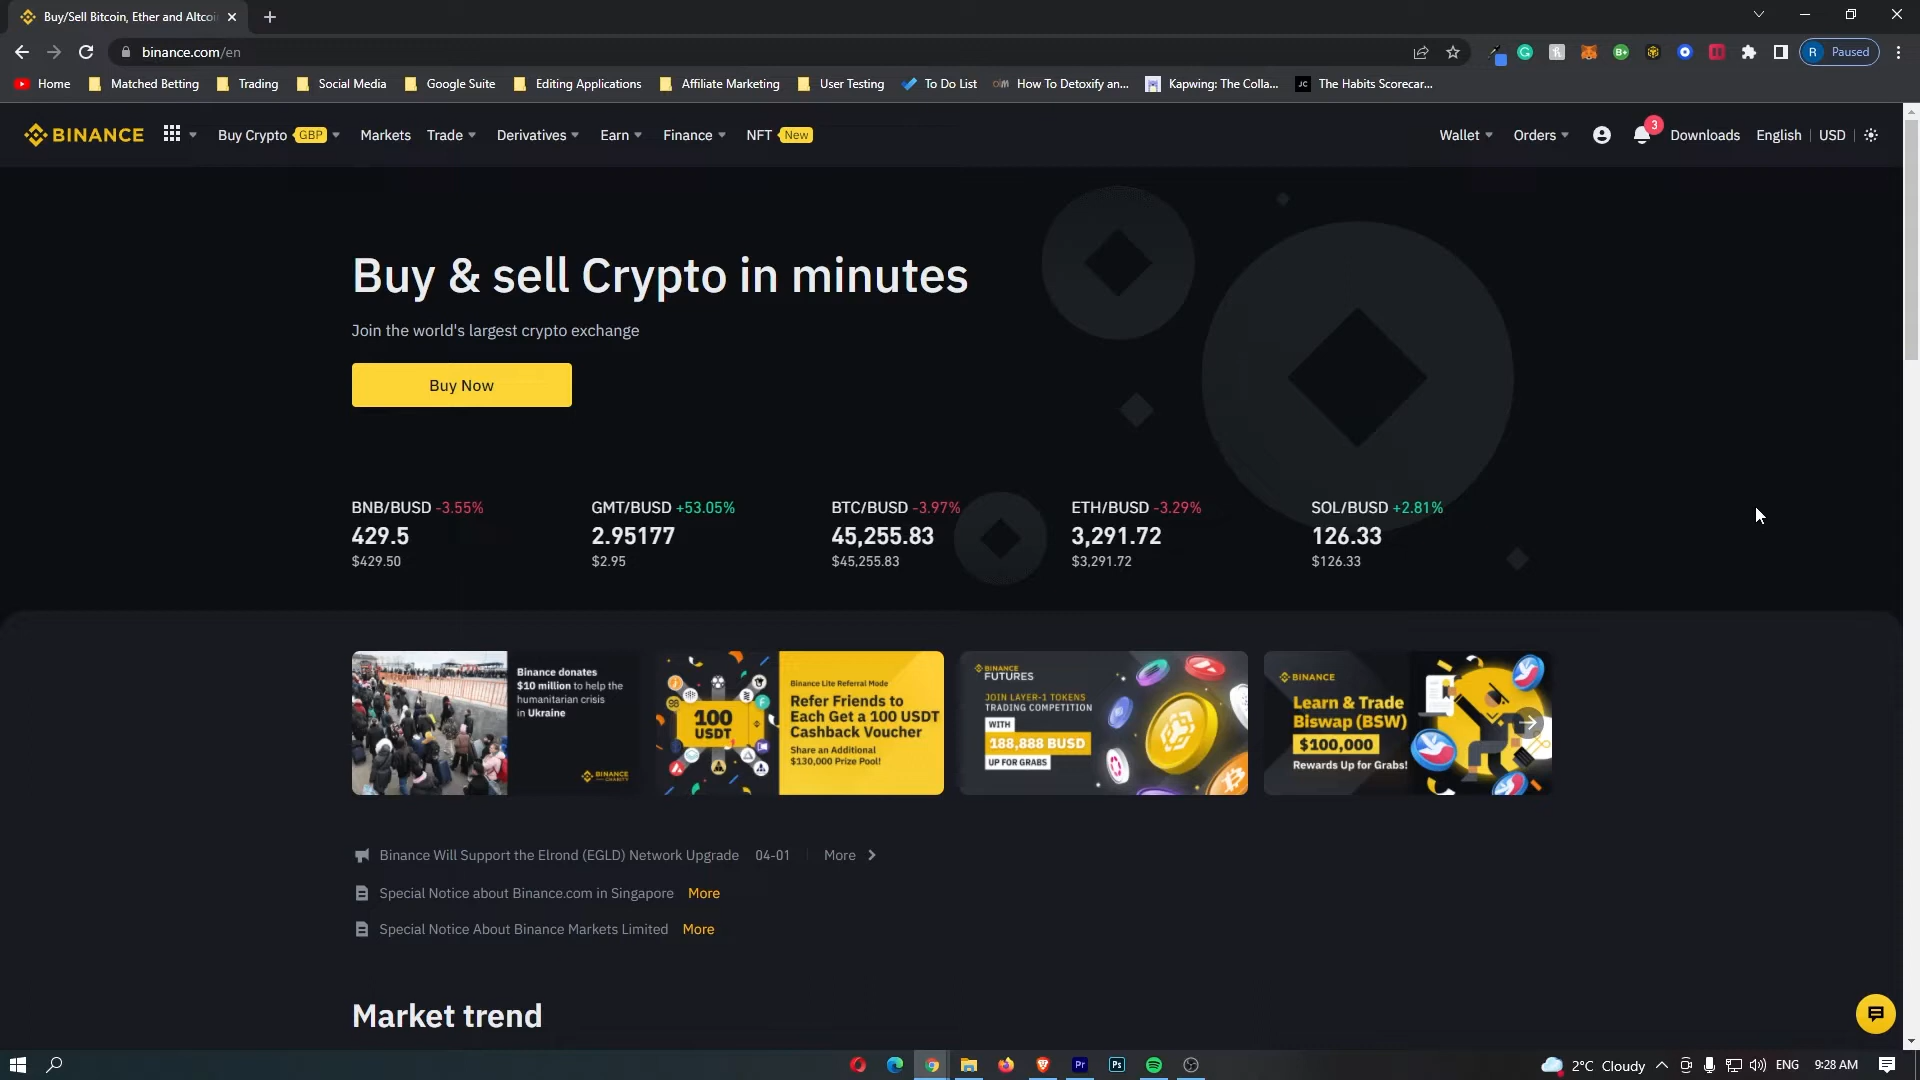 Buy/Sell Bitcoin, Ether and Altcoi
binance.com/en
Paused
Home
Matched Betting
Trading
Social Media
Google Suite
Editing Applications
Affiliate Marketing
User Testing
To Do List
How To Detoxify an...
Kapwing: The Colla...
JC The Habits Scorecar...
BINANCE
Buy Crypto GBP
Markets
Trade
Derivatives
Earn
Finance
NFT New
Wallet
Orders
3
Downloads
English
USD
Buy & sell Crypto in minutes
Join the world's largest crypto exchange
Buy Now
BNB/BUSD -3.55%
429.5
$429.50
GMT/BUSD +53.05%
2.95177
$2.95
BTC/BUSD -3.97%
45,255.83
$45,255.83
ETH/BUSD -3.29%
3,291.72
$3,291.72
SOL/BUSD +2.81%
126.33
$126.33
Binance donates
$10 million to help the
humanitarian crisis
in Ukraine
BINANCE
CHARITY
100
USDT
Binance Lite Referral Mode
Refer Friends to
Each Get a 100 USDT
Cashback Voucher
Share an Additional
$130,000 Prize Pool!
BINANCE
FUTURES
JOIN LAYER-1 TOKENS
TRADING COMPETITION
WITH
188,888 BUSD
UP FOR GRABS
BINANCE
Learn & Trade
Biswap (BSW)
$100,000
Rewards Up for Grabs!
Binance Will Support the Elrond (EGLD) Network Upgrade 04-01 More
Special Notice about Binance.com in Singapore More
Special Notice About Binance Markets Limited More
Market trend
Pr
Ps
2°C Cloudy
ENG
9:28 AM